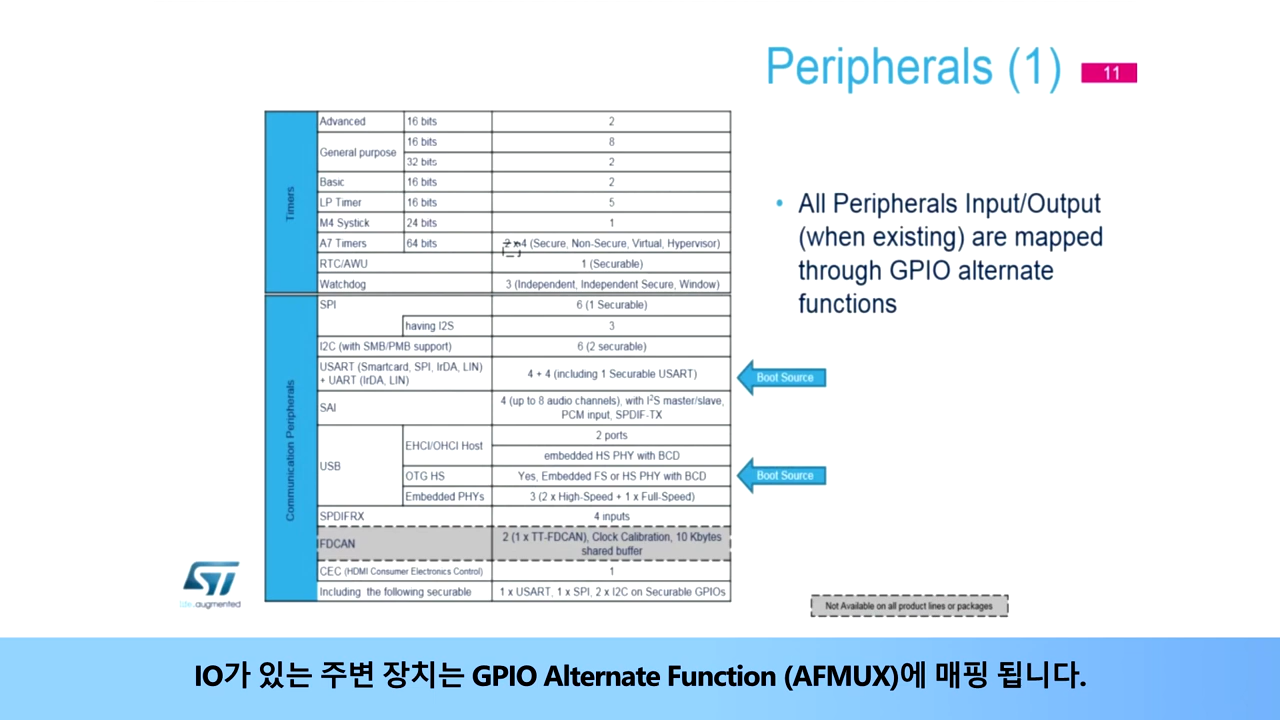 Peripherals (1)
11
Timers
Advanced 16 bits 2
General purpose 16 bits 8
32 bits 2
Basic 16 bits 2
LP Timer 16 bits 5
M4 Systick 24 bits 1
A7 Timers 64 bits 2 x 4 (Secure, Non-Secure, Virtual, Hypervisor)
RTC/AWU 1 (Securable)
Watchdog 3 (Independent, Independent Secure, Window)
Communication Peripherals
SPI 6 (1 Securable)
having I2S 3
I2C (with SMB/PMB support) 6 (2 securable)
USART (Smartcard, SPI, IrDA, LIN)
+ UART (IrDA, LIN)
4 + 4 (including 1 Securable USART)
Boot Source
SAI
4 (up to 8 audio channels), with I²S master/slave,
PCM input, SPDIF-TX
USB
EHCI/OHCI Host
2 ports
embedded HS PHY with BCD
OTG HS Yes, Embedded FS or HS PHY with BCD
Boot Source
Embedded PHYs 3 (2 x High-Speed + 1 x Full-Speed)
SPDIFRX 4 inputs
FDCAN
2 (1 x TT-FDCAN), Clock Calibration, 10 Kbytes
shared buffer
CEC (HDMI Consumer Electronics Control) 1
Including the following securable 1 x USART, 1 x SPI, 2 x I2C on Securable GPIOs
• All Peripherals Input/Output
(when existing) are mapped
through GPIO alternate
functions
ST
life.augmented
Not Available on all product lines or packages
IO가 있는 주변 장치는 GPIO Alternate Function (AFMUX)에 매핑 됩니다.